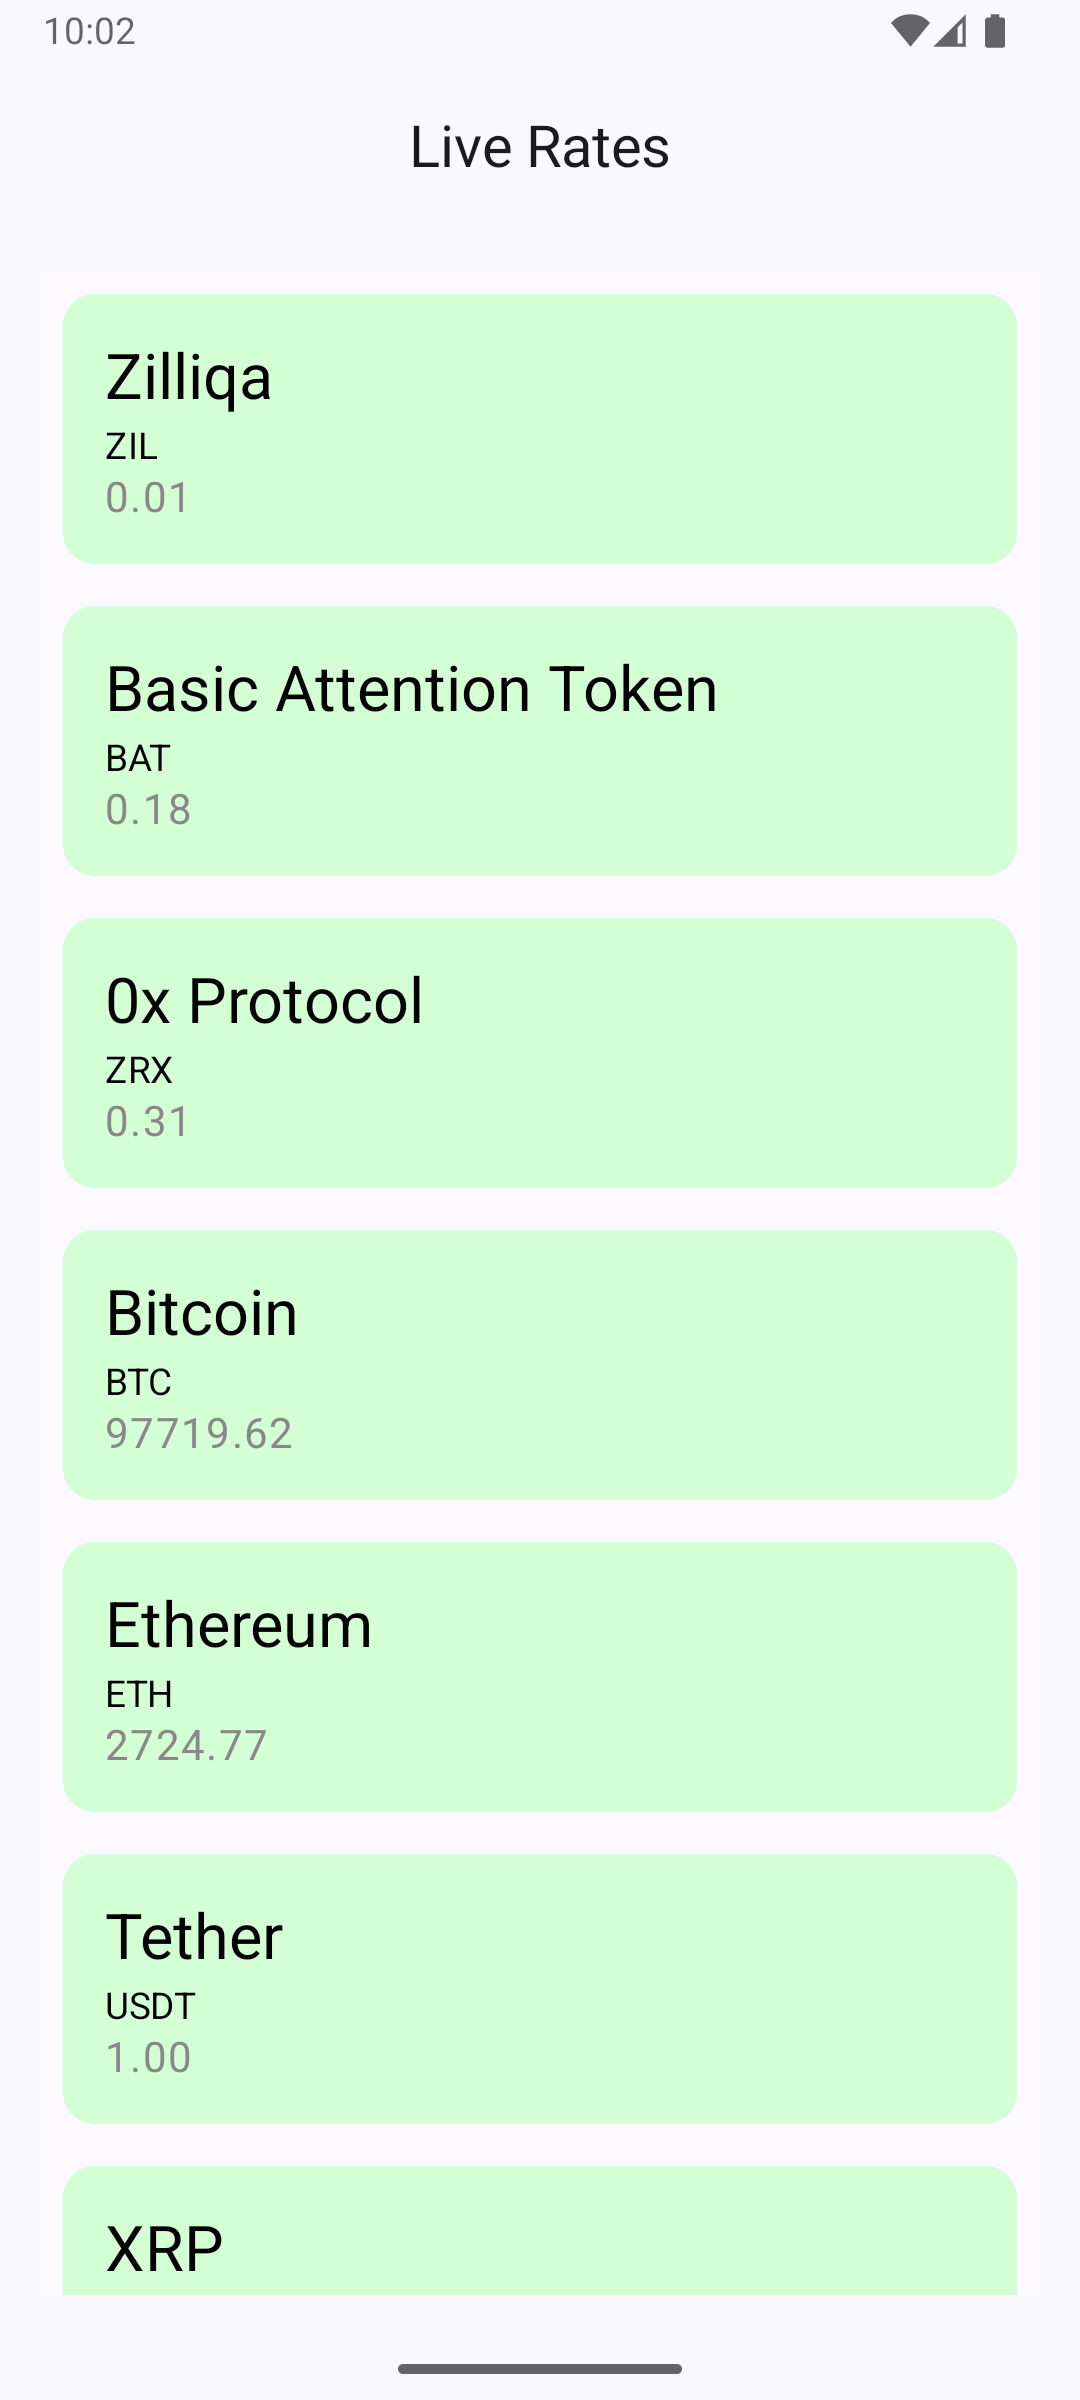 10:02
Live Rates
Zilliqa
ZIL
0.01
Basic Attention Token
BAT
0.18
0x Protocol
ZRX
0.31
Bitcoin
BTC
97719.62
Ethereum
ETH
2724.77
Tether
USDT
1.00
XRP